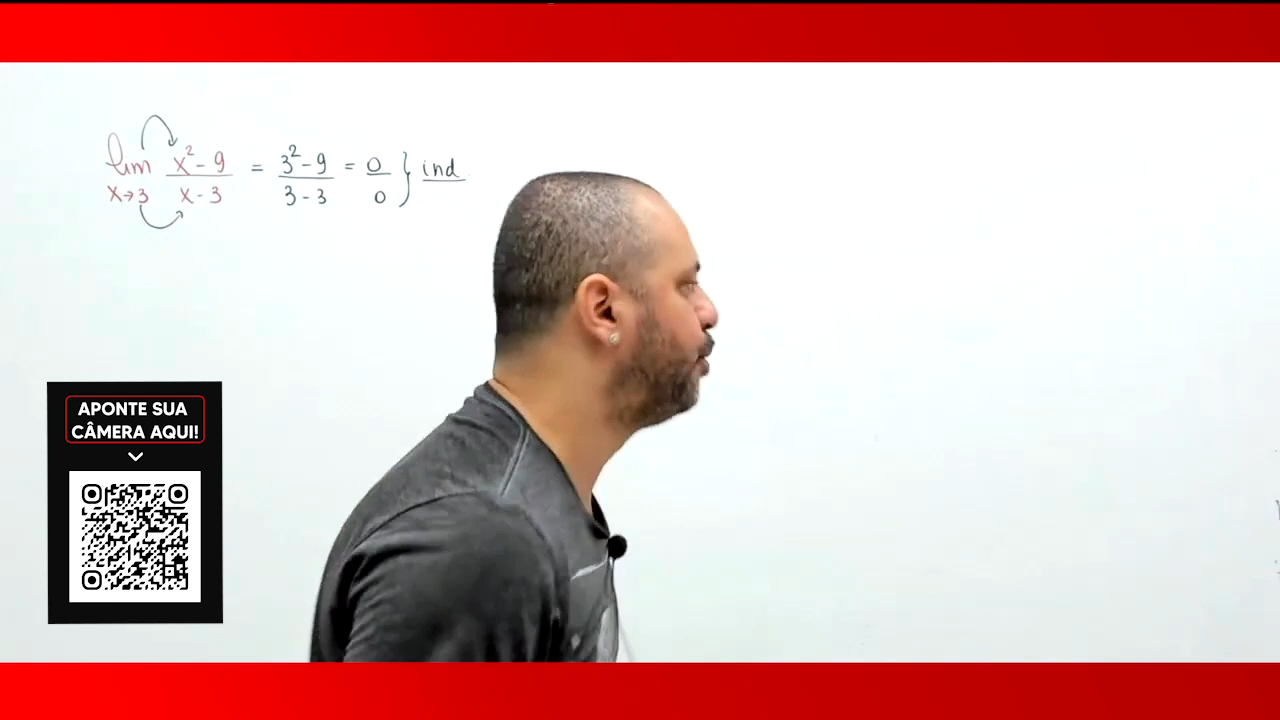 lim x²-9 = 3²-9 = 0 } ind
x→3 x-3 3-3 0
APONTE SUA
CÂMERA AQUI!